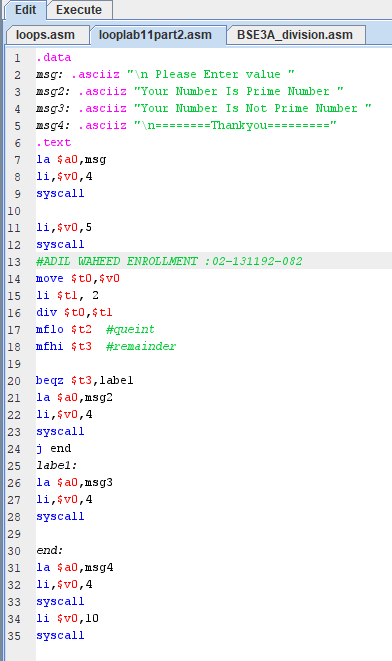 Edit Execute
loops.asm looplab11part2.asm BSE3A_division.asm
1 .data
2 msg: .asciiz "\n Please Enter value "
3 msg2: .asciiz "Your Number Is Prime Number "
4 msg3: .asciiz "Your Number Is Not Prime Number "
5 msg4: .asciiz "\n========Thankyou========="
6 .text
7 la $a0,msg
8 li,$v0,4
9 syscall
10
11 li,$v0,5
12 syscall
13 #ADIL WAHEED ENROLLMENT :02-131192-082
14 move $t0,$v0
15 li $t1, 2
16 div $t0,$t1
17 mflo $t2 #queint
18 mfhi $t3 #remainder
19
20 beqz $t3,label
21 la $a0,msg2
22 li,$v0,4
23 syscall
24 j end
25 label:
26 la $a0,msg3
27 li,$v0,4
28 syscall
29
30 end:
31 la $a0,msg4
32 li,$v0,4
33 syscall
34 li $v0,10
35 syscall